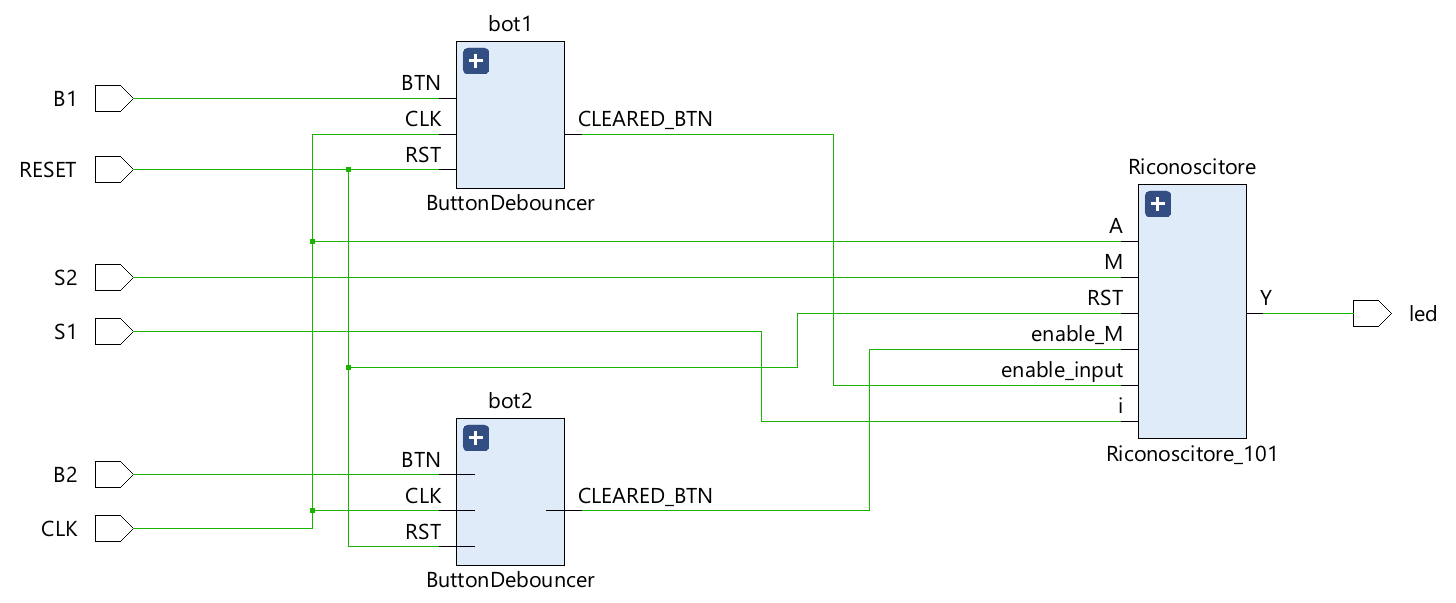 bot1
B1
BTN
CLK
CLEARED_BTN
RST
RESET
ButtonDebouncer
Riconoscitore
A
M
S2
RST
Y
led
S1
enable_M
enable_input
i
Riconoscitore_101
bot2
BTN
B2
CLK
CLEARED_BTN
CLK
RST
ButtonDebouncer